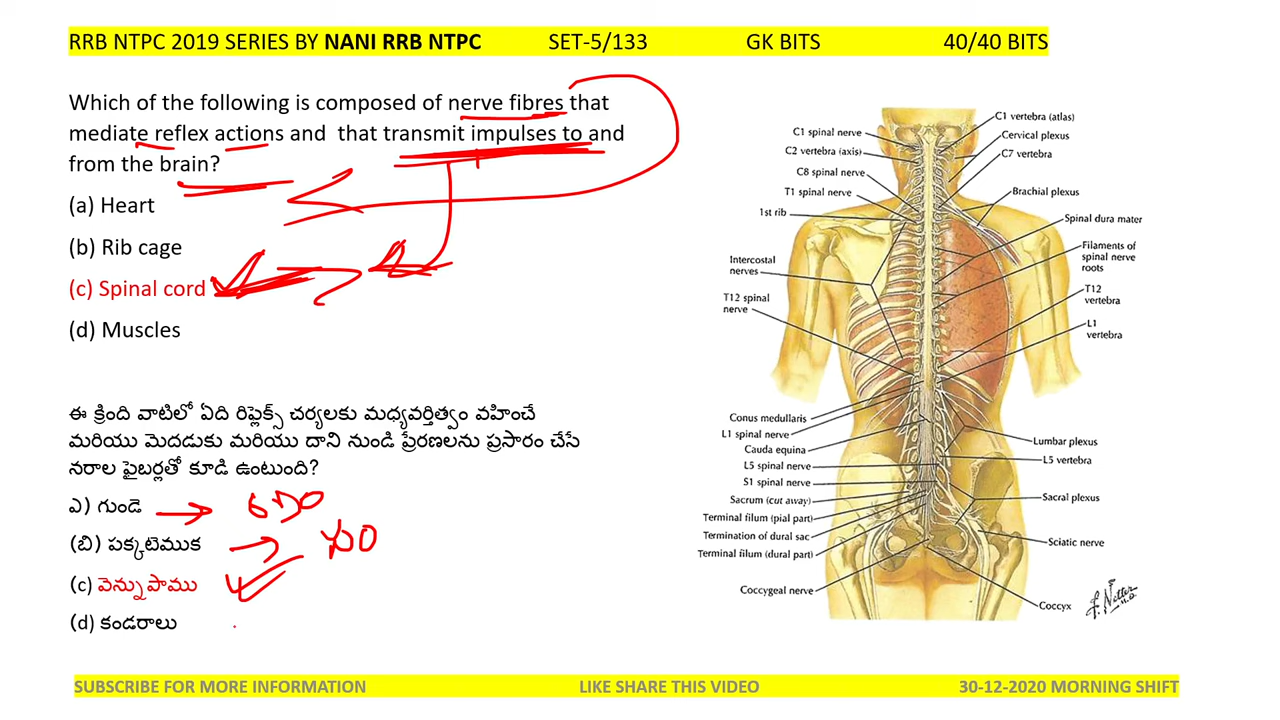 RRB NTPC 2019 SERIES BY NANI RRB NTPC SET-5/133 GK BITS 40/40 BITS
Which of the following is composed of nerve fibres that
mediate reflex actions and that transmit impulses to and
from the brain?
(a) Heart
(b) Rib cage
(c) Spinal cord
(d) Muscles
ఈ క్రింది వాటిలో ఏది రిఫ్లెక్స్ చర్యలకు మధ్యవర్తిత్వం వహించే
మరియు మెదడుకు మరియు దాని నుండి ప్రేరణలను ప్రసారం చేసే
నరాల ఫైబర్లతో కూడి ఉంటుంది?
ఎ) గుండె
(బి) పక్కటెముక
(c) వెన్నుపాము
(d) కండరాలు
C1 spinal nerve
C2 vertebra (axis)
C8 spinal nerve
T1 spinal nerve
1st rib
Intercostal
nerves
T12 spinal
nerve
Conus medullaris
L1 spinal nerve
Cauda equina
L5 spinal nerve
S1 spinal nerve
Sacrum (cut away)
Terminal filum (pial part)
Termination of dural sac
Terminal filum (dural part)
Coccygeal nerve
C1 vertebra (atlas)
Cervical plexus
C7 vertebra
Brachial plexus
Spinal dura mater
Filaments of
spinal nerve
roots
T12
vertebra
L1
vertebra
Lumbar plexus
L5 vertebra
Sacral plexus
Sciatic nerve
Coccyx
F. Netter
M.D.
SUBSCRIBE FOR MORE INFORMATION LIKE SHARE THIS VIDEO 30-12-2020 MORNING SHIFT